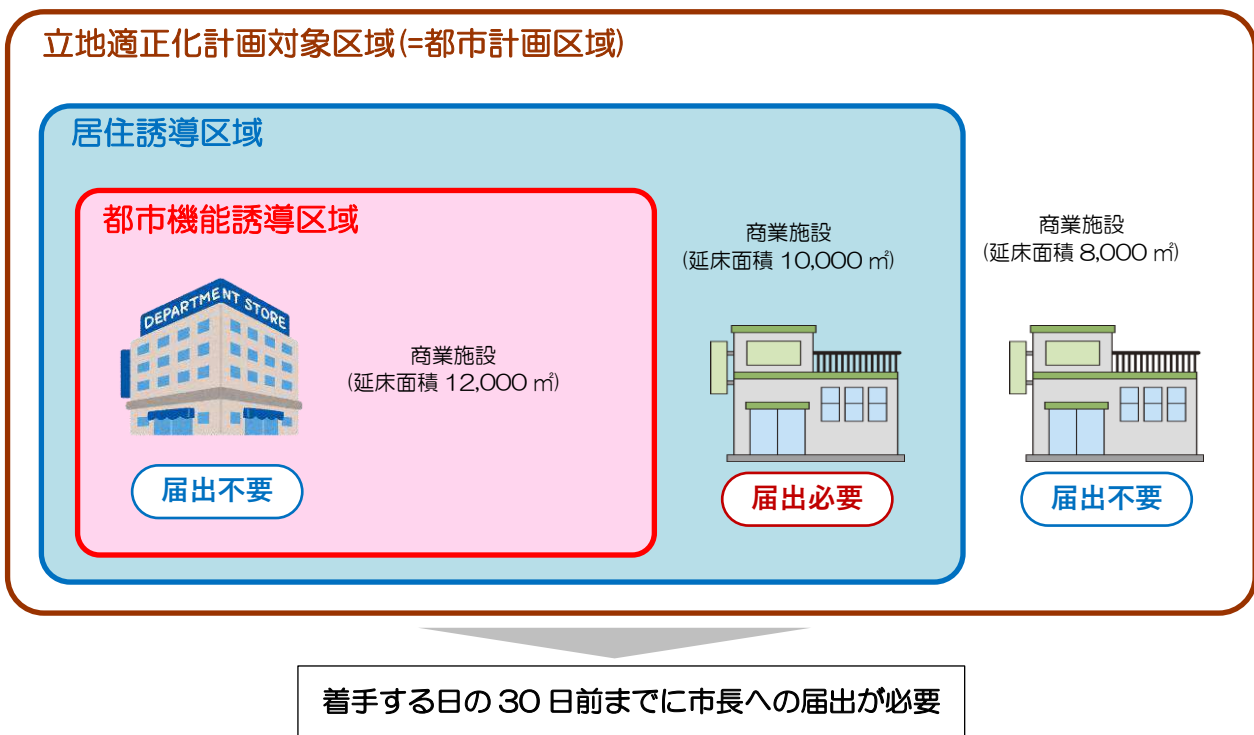 立地適正化計画対象区域(=都市計画区域)
居住誘導区域
都市機能誘導区域
DEPARTMENT STORE
商業施設
(延床面積 12,000 ㎡)
届出不要
商業施設
(延床面積 10,000 ㎡)
届出必要
商業施設
(延床面積 8,000 ㎡)
届出不要
着手する日の 30 日前までに市長への届出が必要